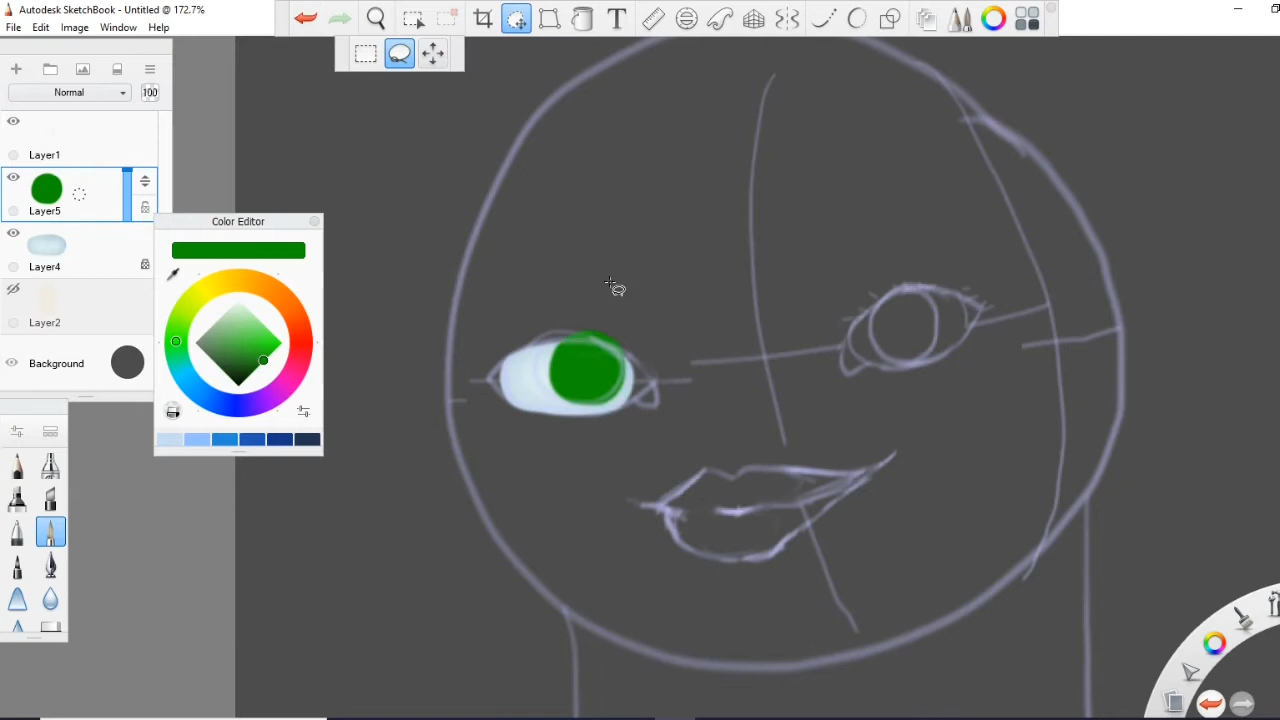 Autodesk SketchBook - Untitled @ 172.7%
File Edit Image Window Help
Normal 100
Layer1
Layer5
Color Editor
Layer4
Layer2
Background